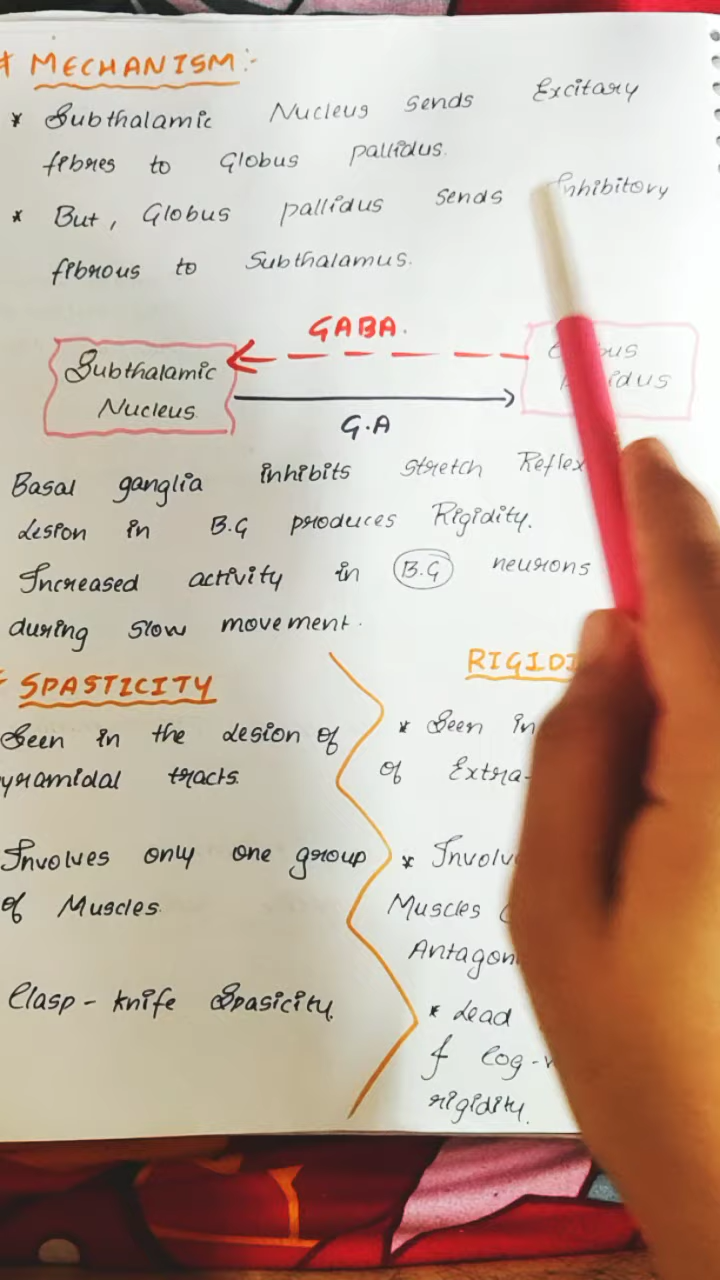 MECHANISM:-
* Subthalamic Nucleus sends Excitary
fibres to Globus pallidus.
* But, Globus pallidus sends Inhibitory
fibrous to Subthalamus.
GABA.
Subthalamic
Nucleus
G.A
Basal ganglia inhibits stretch Reflex
Lesion in B.G produces Rigidity.
Increased activity in B.G neurons
during slow movement.
SPASTICITY
Seen in the Lesion of
yramidal tracts.
Involves only one group
of Muscles.
Clasp-knife Spasicity.
RIGIDI
* Seen in
of Extra-
* Involv
Muscles
Antagon
* Lead
rigidity.